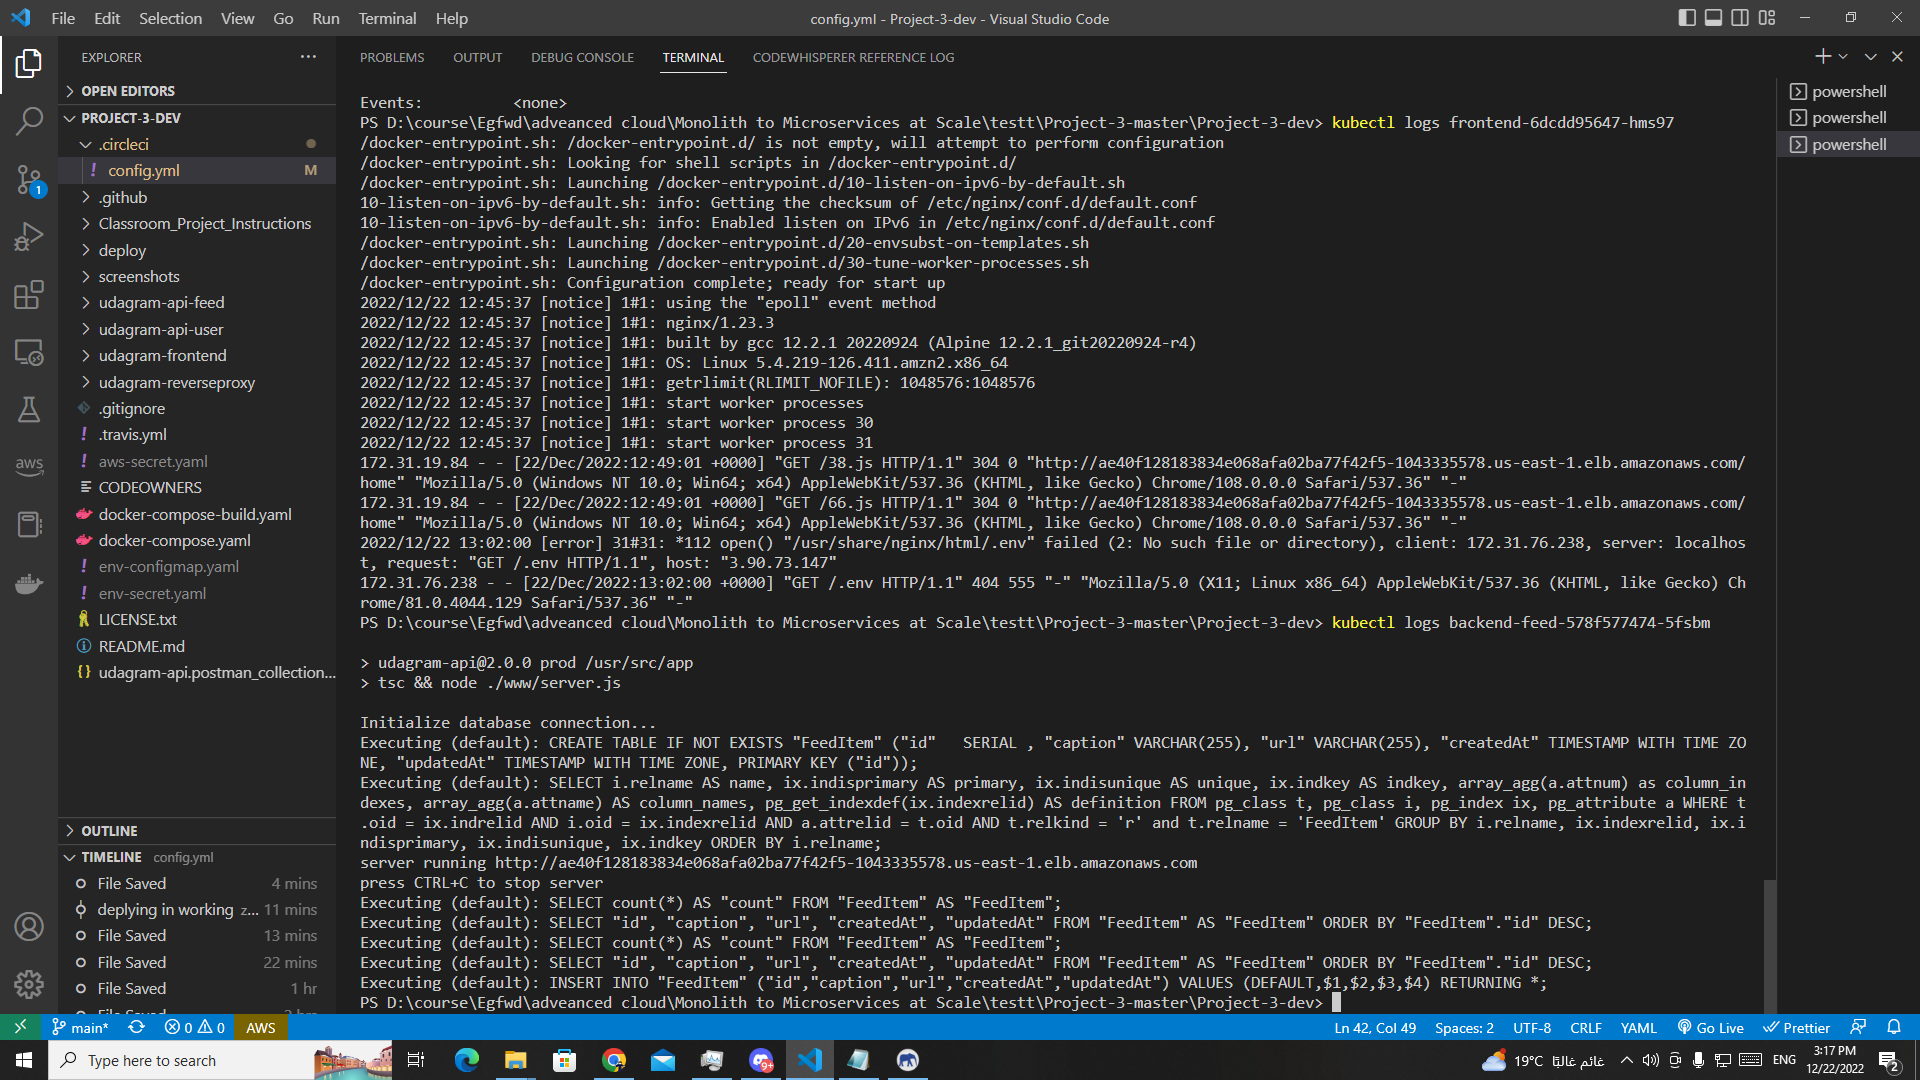 File Edit Selection View Go Run Terminal Help
config.yml - Project-3-dev - Visual Studio Code
EXPLORER
OPEN EDITORS
PROJECT-3-DEV
.circleci
! config.yml M
.github
Classroom_Project_Instructions
deploy
screenshots
udagram-api-feed
udagram-api-user
udagram-frontend
udagram-reverseproxy
.gitignore
! .travis.yml
! aws-secret.yaml
CODEOWNERS
docker-compose-build.yaml
docker-compose.yaml
! env-configmap.yaml
! env-secret.yaml
LICENSE.txt
README.md
{} udagram-api.postman_collection...
OUTLINE
TIMELINE config.yml
File Saved 4 mins
deplying in working z... 11 mins
File Saved 13 mins
File Saved 22 mins
File Saved 1 hr
1
aws
PROBLEMS OUTPUT DEBUG CONSOLE TERMINAL CODEWHISPERER REFERENCE LOG
powershell
powershell
powershell
Events:          <none>
PS D:\course\Egfwd\adveanced cloud\Monolith to Microservices at Scale\testt\Project-3-master\Project-3-dev> kubectl logs frontend-6dcdd95647-hms97
/docker-entrypoint.sh: /docker-entrypoint.d/ is not empty, will attempt to perform configuration
/docker-entrypoint.sh: Looking for shell scripts in /docker-entrypoint.d/
/docker-entrypoint.sh: Launching /docker-entrypoint.d/10-listen-on-ipv6-by-default.sh
10-listen-on-ipv6-by-default.sh: info: Getting the checksum of /etc/nginx/conf.d/default.conf
10-listen-on-ipv6-by-default.sh: info: Enabled listen on IPv6 in /etc/nginx/conf.d/default.conf
/docker-entrypoint.sh: Launching /docker-entrypoint.d/20-envsubst-on-templates.sh
/docker-entrypoint.sh: Launching /docker-entrypoint.d/30-tune-worker-processes.sh
/docker-entrypoint.sh: Configuration complete; ready for start up
2022/12/22 12:45:37 [notice] 1#1: using the "epoll" event method
2022/12/22 12:45:37 [notice] 1#1: nginx/1.23.3
2022/12/22 12:45:37 [notice] 1#1: built by gcc 12.2.1 20220924 (Alpine 12.2.1_git20220924-r4)
2022/12/22 12:45:37 [notice] 1#1: OS: Linux 5.4.219-126.411.amzn2.x86_64
2022/12/22 12:45:37 [notice] 1#1: getrlimit(RLIMIT_NOFILE): 1048576:1048576
2022/12/22 12:45:37 [notice] 1#1: start worker processes
2022/12/22 12:45:37 [notice] 1#1: start worker process 30
2022/12/22 12:45:37 [notice] 1#1: start worker process 31
172.31.19.84 - - [22/Dec/2022:12:49:01 +0000] "GET /38.js HTTP/1.1" 304 0 "http://ae40f128183834e068afa02ba77f42f5-1043335578.us-east-1.elb.amazonaws.com/
home" "Mozilla/5.0 (Windows NT 10.0; Win64; x64) AppleWebKit/537.36 (KHTML, like Gecko) Chrome/108.0.0.0 Safari/537.36" "-"
172.31.19.84 - - [22/Dec/2022:12:49:01 +0000] "GET /66.js HTTP/1.1" 304 0 "http://ae40f128183834e068afa02ba77f42f5-1043335578.us-east-1.elb.amazonaws.com/
home" "Mozilla/5.0 (Windows NT 10.0; Win64; x64) AppleWebKit/537.36 (KHTML, like Gecko) Chrome/108.0.0.0 Safari/537.36" "-"
2022/12/22 13:02:00 [error] 31#31: *112 open() "/usr/share/nginx/html/.env" failed (2: No such file or directory), client: 172.31.76.238, server: localhos
t, request: "GET /.env HTTP/1.1", host: "3.90.73.147"
172.31.76.238 - - [22/Dec/2022:13:02:00 +0000] "GET /.env HTTP/1.1" 404 555 "-" "Mozilla/5.0 (X11; Linux x86_64) AppleWebKit/537.36 (KHTML, like Gecko) Ch
rome/81.0.4044.129 Safari/537.36" "-"
PS D:\course\Egfwd\adveanced cloud\Monolith to Microservices at Scale\testt\Project-3-master\Project-3-dev> kubectl logs backend-feed-578f577474-5fsbm
> udagram-api@2.0.0 prod /usr/src/app
> tsc && node ./www/server.js
Initialize database connection...
Executing (default): CREATE TABLE IF NOT EXISTS "FeedItem" ("id"   SERIAL , "caption" VARCHAR(255), "url" VARCHAR(255), "createdAt" TIMESTAMP WITH TIME ZO
NE, "updatedAt" TIMESTAMP WITH TIME ZONE, PRIMARY KEY ("id"));
Executing (default): SELECT i.relname AS name, ix.indisprimary AS primary, ix.indisunique AS unique, ix.indkey AS indkey, array_agg(a.attnum) as column_in
dexes, array_agg(a.attname) AS column_names, pg_get_indexdef(ix.indexrelid) AS definition FROM pg_class t, pg_class i, pg_index ix, pg_attribute a WHERE t
.oid = ix.indrelid AND i.oid = ix.indexrelid AND a.attrelid = t.oid AND t.relkind = 'r' and t.relname = 'FeedItem' GROUP BY i.relname, ix.indexrelid, ix.i
ndisprimary, ix.indisunique, ix.indkey ORDER BY i.relname;
server running http://ae40f128183834e068afa02ba77f42f5-1043335578.us-east-1.elb.amazonaws.com
press CTRL+C to stop server
Executing (default): SELECT count(*) AS "count" FROM "FeedItem" AS "FeedItem";
Executing (default): SELECT "id", "caption", "url", "createdAt", "updatedAt" FROM "FeedItem" AS "FeedItem" ORDER BY "FeedItem"."id" DESC;
Executing (default): SELECT count(*) AS "count" FROM "FeedItem" AS "FeedItem";
Executing (default): SELECT "id", "caption", "url", "createdAt", "updatedAt" FROM "FeedItem" AS "FeedItem" ORDER BY "FeedItem"."id" DESC;
Executing (default): INSERT INTO "FeedItem" ("id","caption","url","createdAt","updatedAt") VALUES (DEFAULT,$1,$2,$3,$4) RETURNING *;
PS D:\course\Egfwd\adveanced cloud\Monolith to Microservices at Scale\testt\Project-3-master\Project-3-dev>
main* 0 0 AWS
Ln 42, Col 49 Spaces: 2 UTF-8 CRLF YAML Go Live Prettier
Type here to search
9+
19°C غائم غالبًا
ENG
3:17 PM
12/22/2022
2